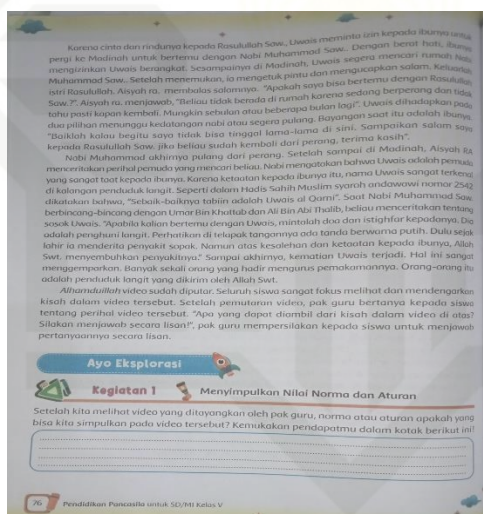 Karena cinta dan rindunya kepada Rasulullah Saw., Uwais meminta izin kepada ibunya untuk
pergi ke Madinah untuk bertemu dengan Nabi Muhammad Saw.. Dengan berat hati, ibunya
mengizinkan Uwais berangkat. Sesampainya di Madinah, Uwais segera mencari rumah Nabi
Muhammad Saw.. Setelah menemukan, ia mengetuk pintu dan mengucapkan salam. Keluarlah
istri Rasulullah, Aisyah ra. membalas salamnya. "Apakah saya bisa bertemu dengan Rasulullah
Saw.?". Aisyah ra. menjawab, "Beliau tidak berada di rumah karena sedang berperang dan tidak
tahu pasti kapan kembali. Mungkin sebulan atau beberapa bulan lagi". Uwais dihadapkan pada
dua pilihan menunggu kedatangan nabi atau segera pulang. Bayangan saat itu adalah ibunya.
"Baiklah kalau begitu saya tidak bisa tinggal lama-lama di sini. Sampaikan salam saya
kepada Rasulullah Saw. jika beliau sudah kembali dari perang, terima kasih".
Nabi Muhammad akhirnya pulang dari perang. Setelah sampai di Madinah, Aisyah RA
menceritakan perihal pemuda yang mencari beliau. Nabi mengatakan bahwa Uwais adalah pemuda
yang sangat taat kepada ibunya. Karena ketaatan kepada ibunya itu, nama Uwais sangat terkenal
di kalangan penduduk langit. Seperti dalam Hadis Sahih Muslim syaroh andawawi nomor 2542
dikatakan bahwa, "Sebaik-baiknya tabiin adalah Uwais al Qarni". Saat Nabi Muhammad Saw.
berbincang-bincang dengan Umar Bin Khattab dan Ali Bin Abi Thalib, beliau menceritakan tentang
sosok Uwais. "Apabila kalian bertemu dengan Uwais, mintalah doa dan istighfar kepadanya. Dia
adalah penghuni langit. Perhatikan di telapak tangannya ada tanda berwarna putih. Dulu sejak
lahir ia menderita penyakit sopak. Namun atas kesalehan dan ketaatan kepada ibunya, Allah
Swt. menyembuhkan penyakitnya." Sampai akhirnya, kematian Uwais terjadi. Hal ini sangat
menggemparkan. Banyak sekali orang yang hadir mengurus pemakamannya. Orang-orang itu
adalah penduduk langit yang dikirim oleh Allah Swt.
Alhamdulillah video sudah diputar. Seluruh siswa sangat fokus melihat dan mendengarkan
kisah dalam video tersebut. Setelah pemutaran video, pak guru bertanya kepada siswa
tentang perihal video tersebut. "Apa yang dapat diambil dari kisah dalam video di atas?
Silakan menjawab secara lisan!", pak guru mempersilakan kepada siswa untuk menjawab
pertanyaannya secara lisan.
Ayo Eksplorasi
Kegiatan 1 Menyimpulkan Nilai Norma dan Aturan
Setelah kita melihat video yang ditayangkan oleh pak guru, norma atau aturan apakah yang
bisa kita simpulkan pada video tersebut? Kemukakan pendapatmu dalam kotak berikut ini!
76 Pendidikan Pancasila untuk SD/MI Kelas V